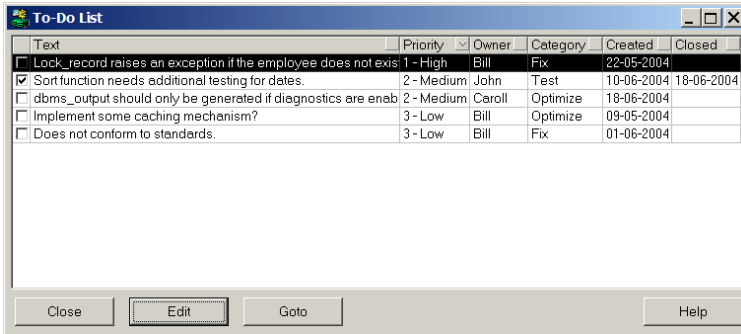 To-Do List
Text Priority Owner Category Created Closed
Lock_record raises an exception if the employee does not exis 1 - High Bill Fix 22-05-2004
Sort function needs additional testing for dates. 2 - Medium John Test 10-06-2004 18-06-2004
dbms_output should only be generated if diagnostics are enab 2 - Medium Caroll Optimize 18-06-2004
Implement some caching mechanism? 3 - Low Bill Optimize 09-05-2004
Does not conform to standards. 3 - Low Bill Fix 01-06-2004
Close Edit Goto Help